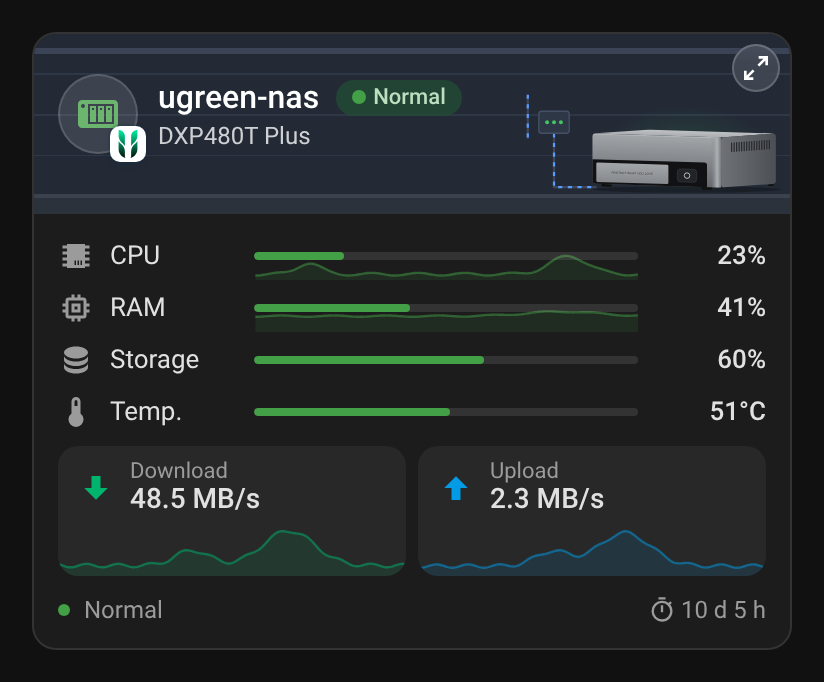 ugreen-nas
Normal
DXP480T Plus
CPU
23%
RAM
41%
Storage
60%
Temp.
51°C
Download
48.5 MB/s
Upload
2.3 MB/s
Normal
10 d 5 h